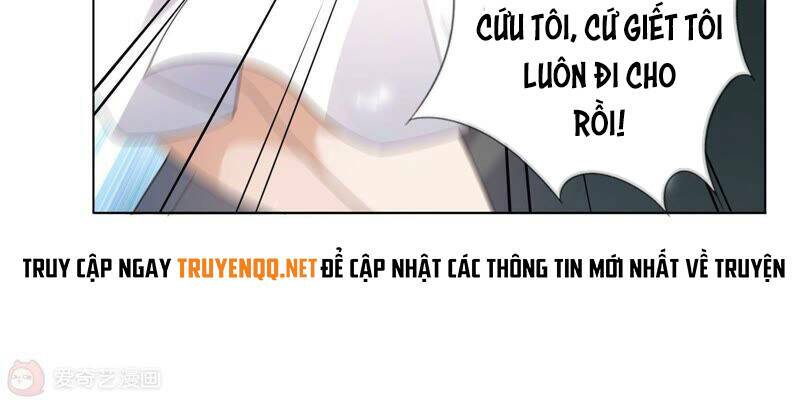 CỨU TÔI, CỨ GIẾT TÔI
LUÔN ĐI CHO
RỒI!
TRUY CẬP NGAY TRUYENQQ.NET ĐỂ CẬP NHẬT CÁC THÔNG TIN MỚI NHẤT VỀ TRUYỆN
爱奇艺漫画